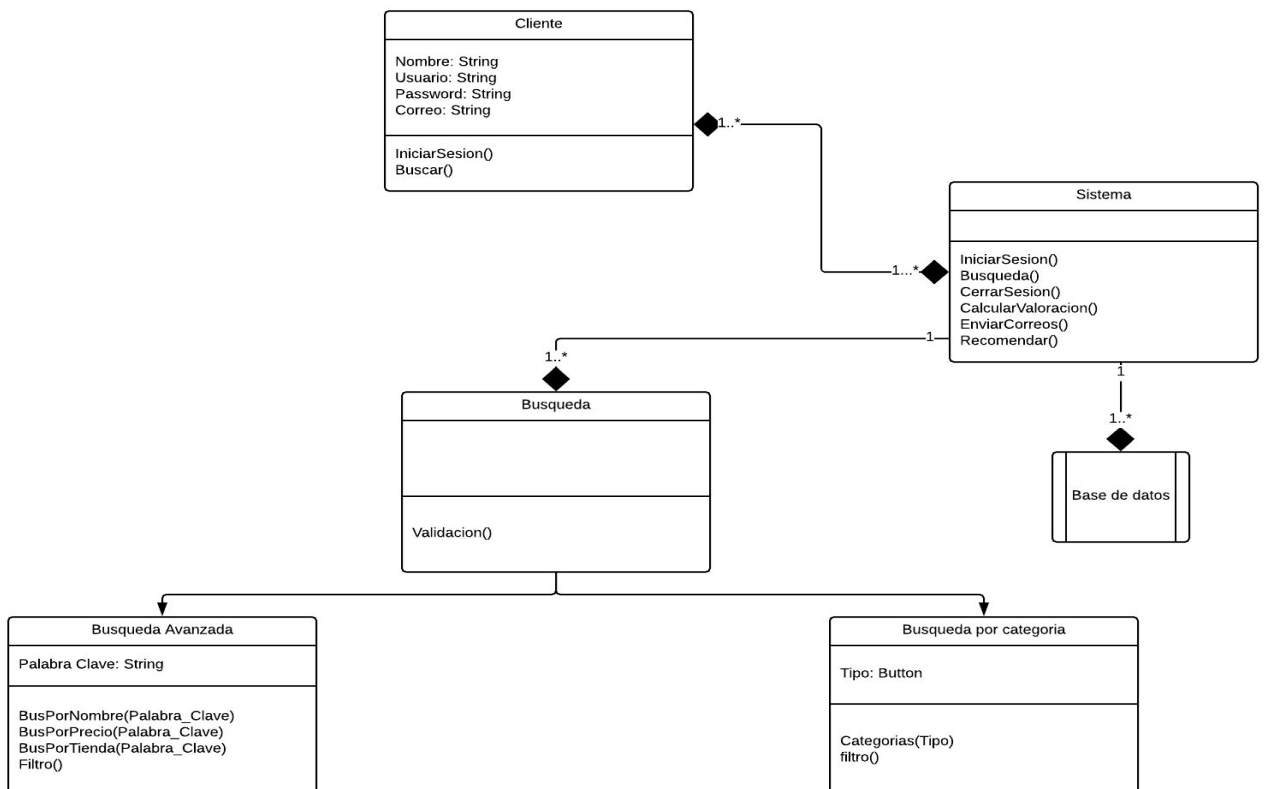 Cliente
Nombre: String
Usuario: String
Password: String
Correo: String
IniciarSesion()
Buscar()
1..*
1...*
Sistema
IniciarSesion()
Busqueda()
CerrarSesion()
CalcularValoracion()
EnviarCorreos()
Recomendar()
1
1..*
1
1..*
Base de datos
Busqueda
Validacion()
Busqueda Avanzada
Palabra Clave: String
BusPorNombre(Palabra_Clave)
BusPorPrecio(Palabra_Clave)
BusPorTienda(Palabra_Clave)
Filtro()
Busqueda por categoria
Tipo: Button
Categorias(Tipo)
filtro()